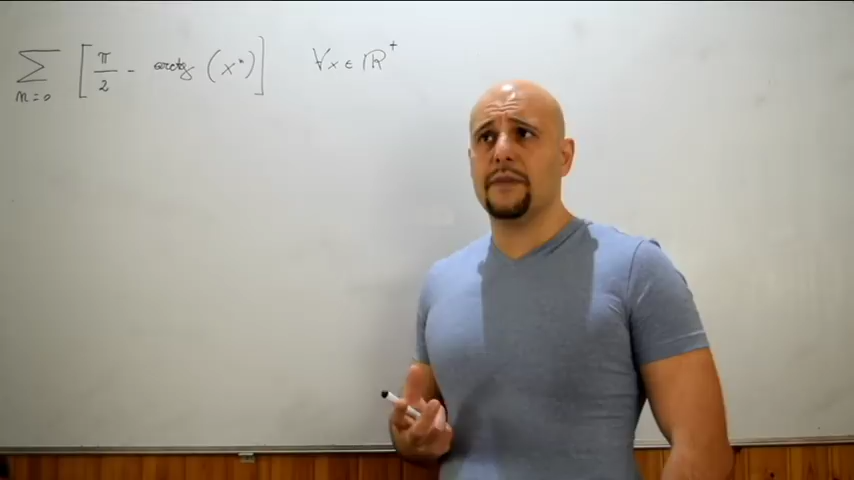 ∑ n=0 [π/2 - arctg (xⁿ)] ∀x∈ℝ⁺